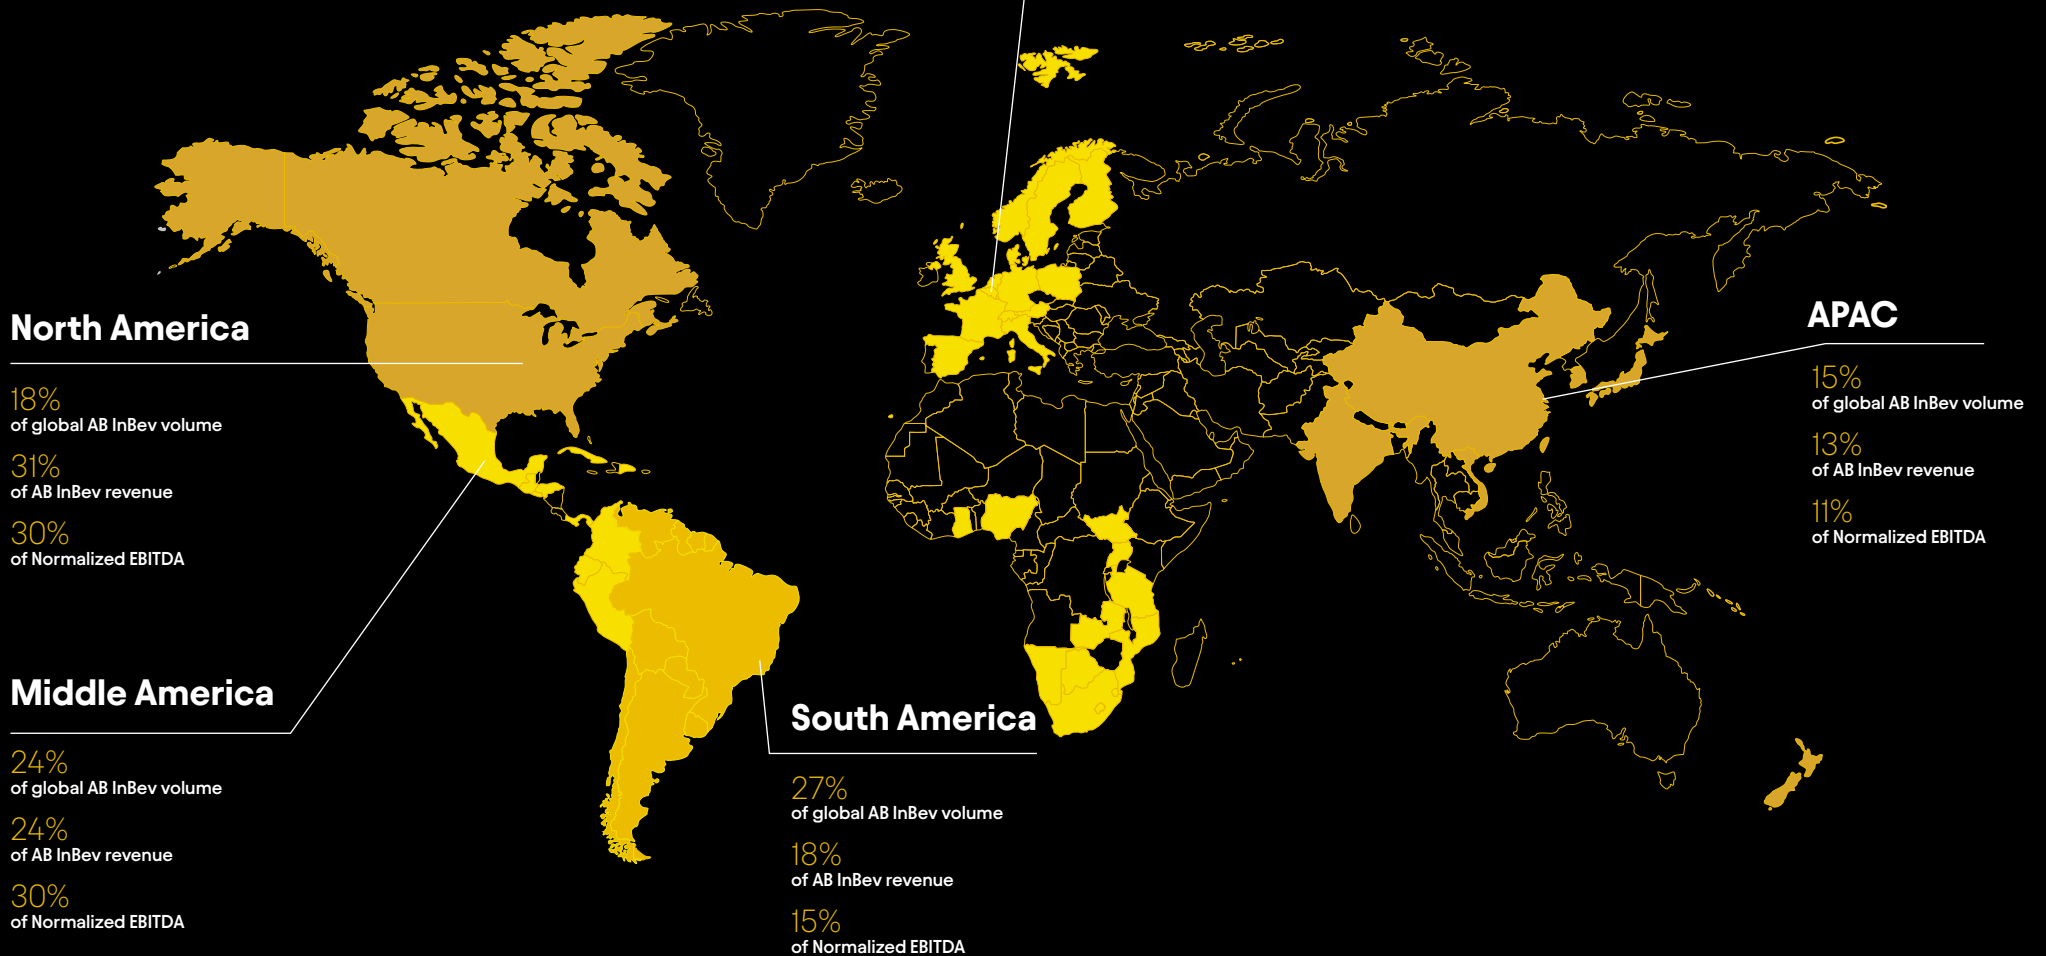 North America
18%
of global AB InBev volume
31%
of AB InBev revenue
30%
of Normalized EBITDA
Middle America
24%
of global AB InBev volume
24%
of AB InBev revenue
30%
of Normalized EBITDA
South America
27%
of global AB InBev volume
18%
of AB InBev revenue
15%
of Normalized EBITDA
APAC
15%
of global AB InBev volume
13%
of AB InBev revenue
11%
of Normalized EBITDA